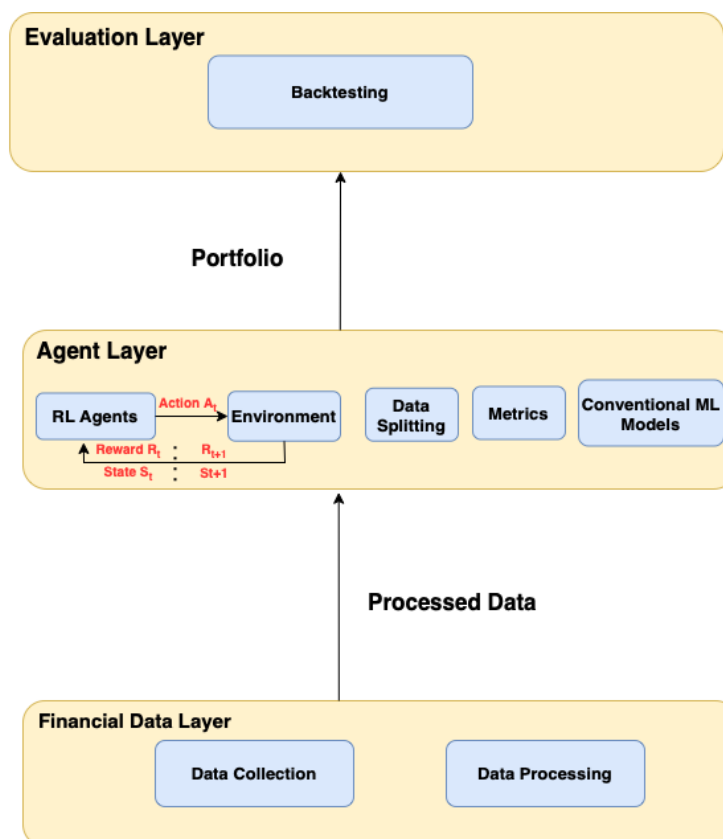 Evaluation Layer
Backtesting
Portfolio
Agent Layer
RL Agents
Action At
Environment
Data
Splitting
Metrics
Conventional ML
Models
Reward Rt : Rt+1
State St : St+1
Processed Data
Financial Data Layer
Data Collection
Data Processing